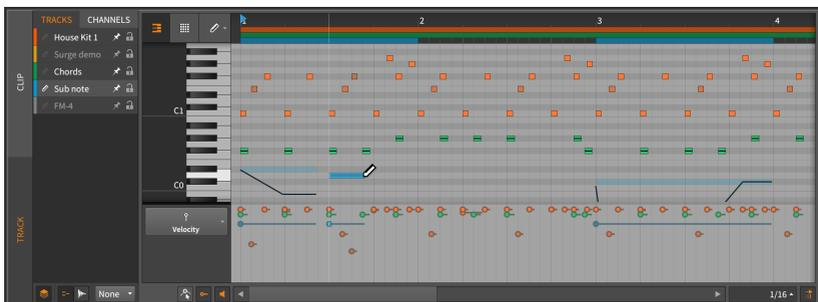 TRACKS CHANNELS
1 2 3 4
House Kit 1
Surge demo
Chords
Sub note
FM-4
CLIP
TRACK
C1
C0
Velocity
None
1/16